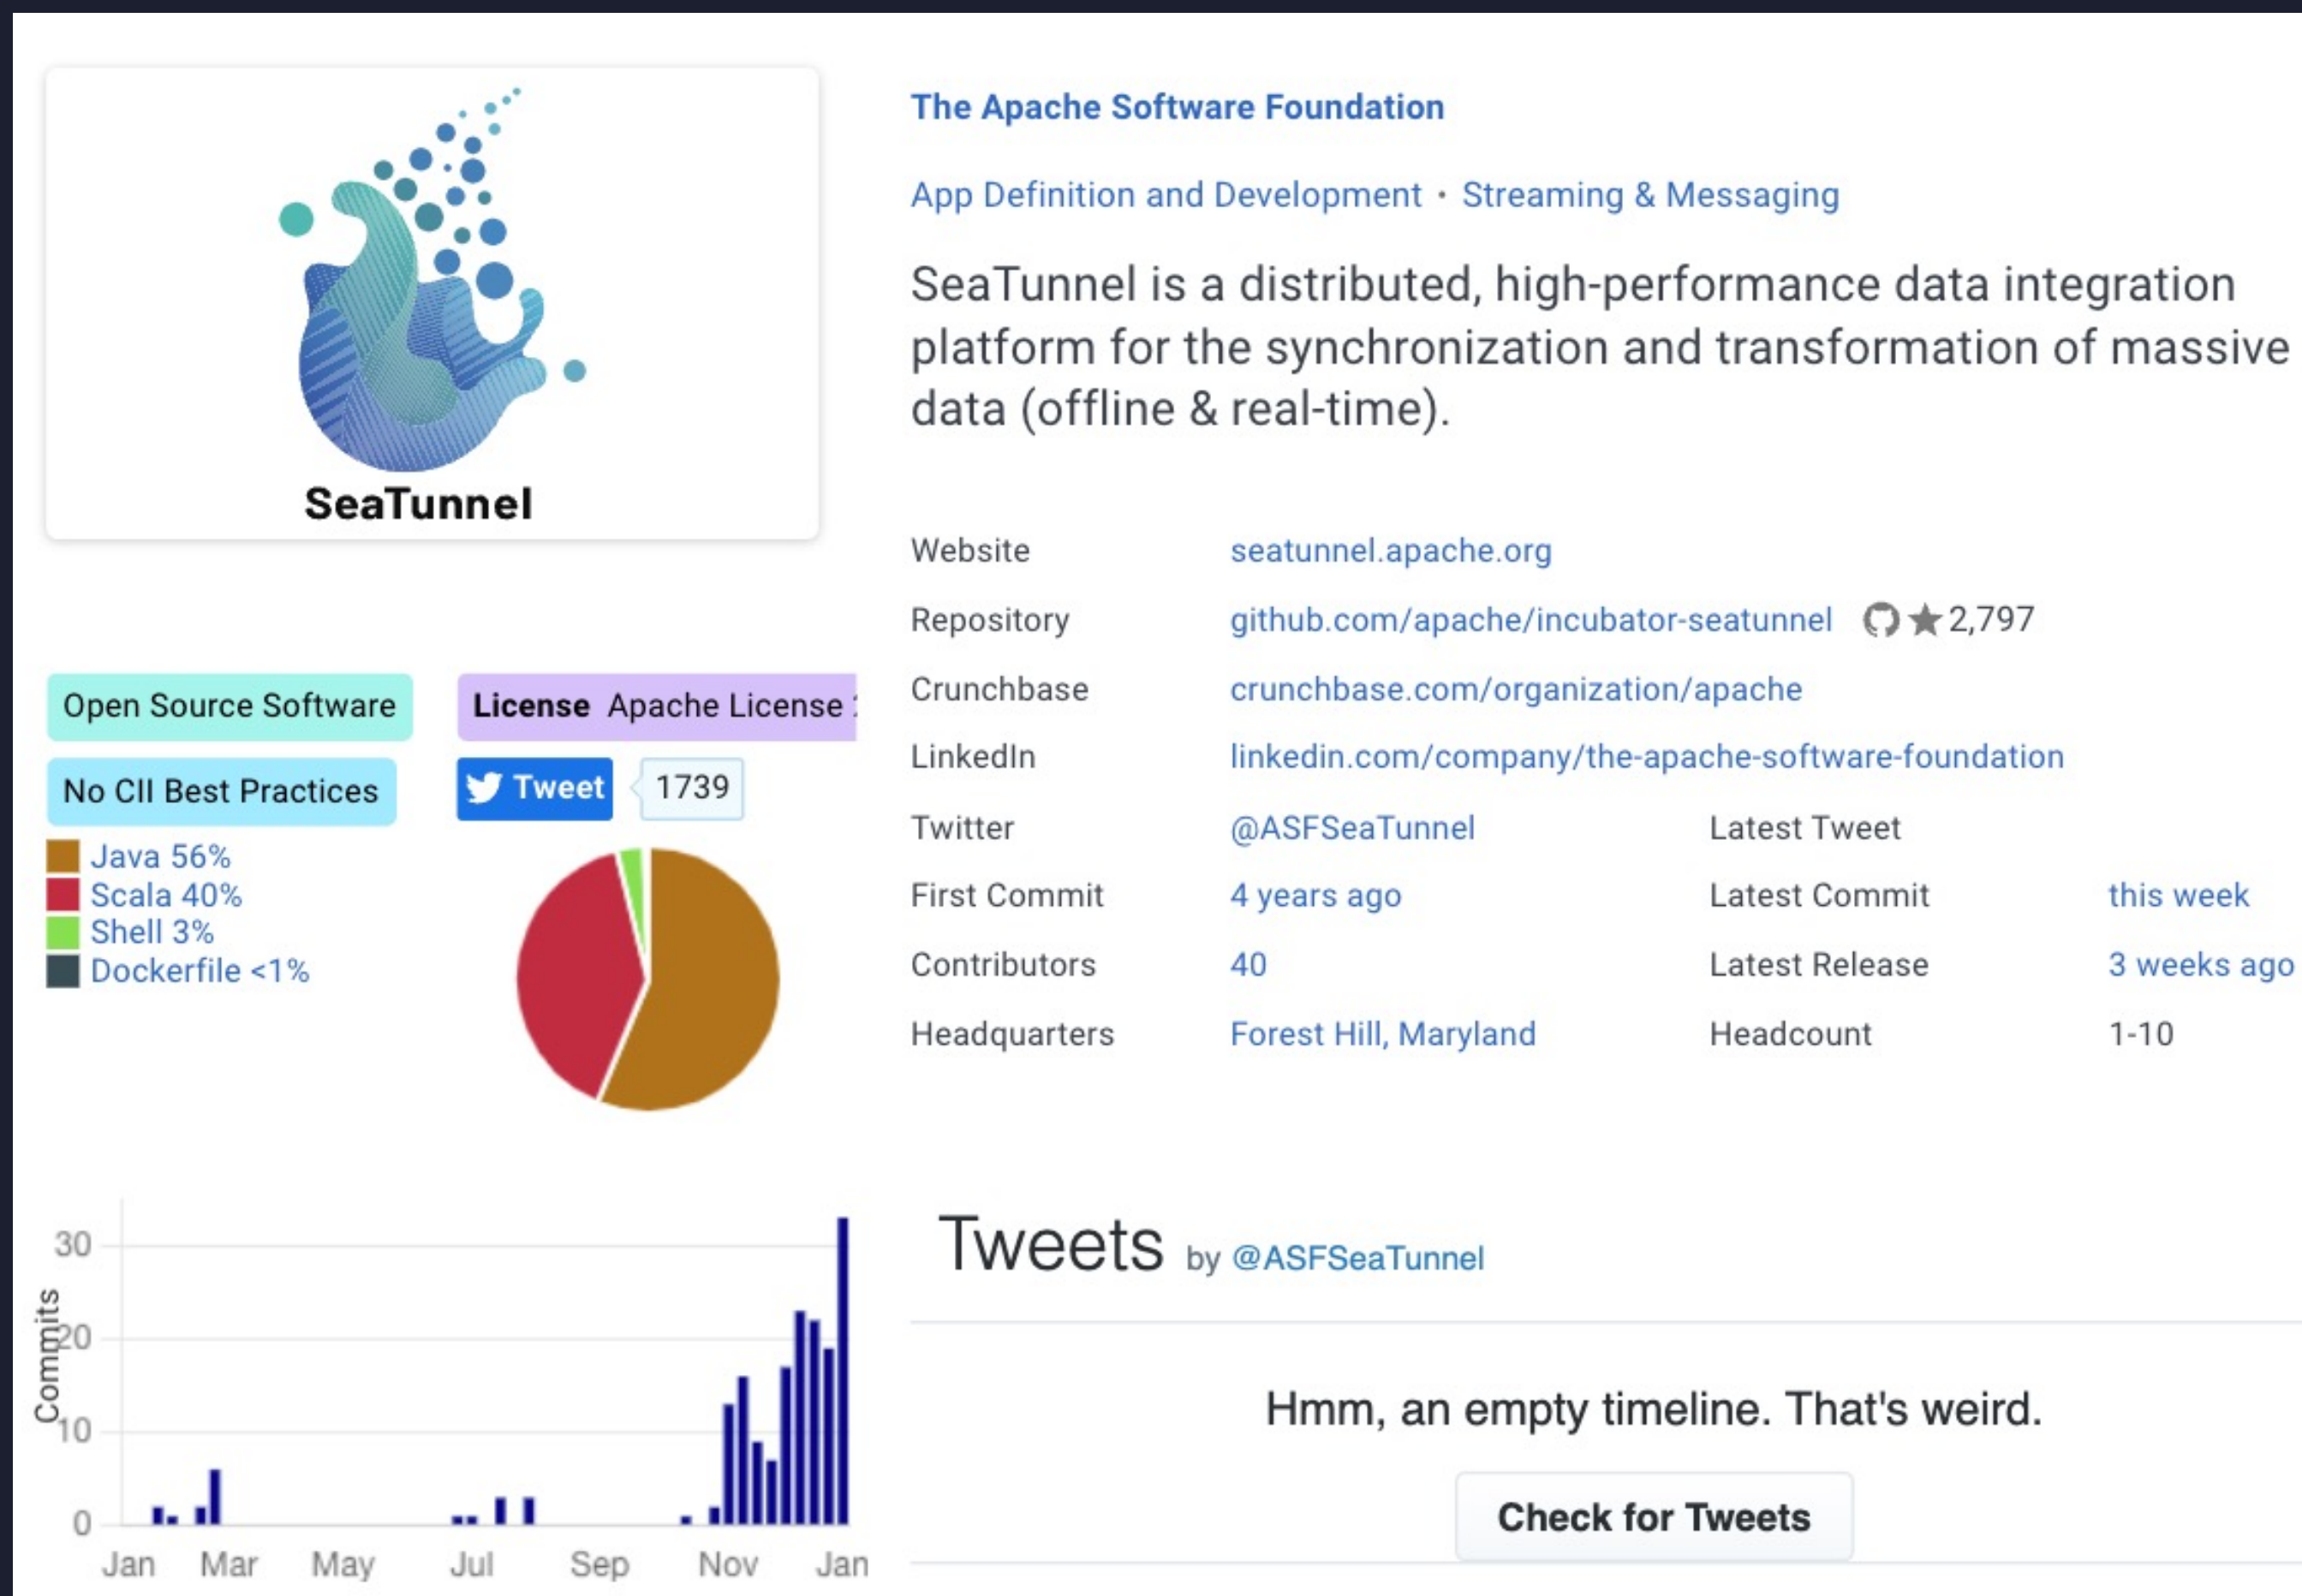 SeaTunnel
The Apache Software Foundation
App Definition and Development • Streaming & Messaging
SeaTunnel is a distributed, high-performance data integration
platform for the synchronization and transformation of massive
data (offline & real-time).
Website seatunnel.apache.org
Repository github.com/apache/incubator-seatunnel 2,797
Crunchbase crunchbase.com/organization/apache
LinkedIn linkedin.com/company/the-apache-software-foundation
Twitter @ASFSeaTunnel Latest Tweet
First Commit 4 years ago Latest Commit this week
Contributors 40 Latest Release 3 weeks ago
Headquarters Forest Hill, Maryland Headcount 1-10
Open Source Software License Apache License
No CII Best Practices Tweet 1739
Java 56%
Scala 40%
Shell 3%
Dockerfile <1%
Commits
30
20
10
0
Jan Mar May Jul Sep Nov Jan
Tweets by @ASFSeaTunnel
Hmm, an empty timeline. That's weird.
Check for Tweets